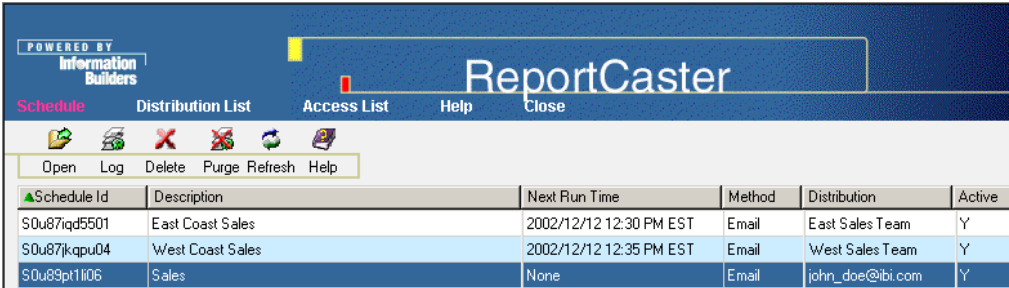 POWERED BY
Information
Builders
ReportCaster
Schedule Distribution List Access List Help Close
Open Log Delete Purge Refresh Help
Schedule Id Description Next Run Time Method Distribution Active
S0u87iqd5501 East Coast Sales 2002/12/12 12:30 PM EST Email East Sales Team Y
S0u87jkqpu04 West Coast Sales 2002/12/12 12:35 PM EST Email West Sales Team Y
S0u89pt1li06 Sales None Email john_doe@ibi.com Y